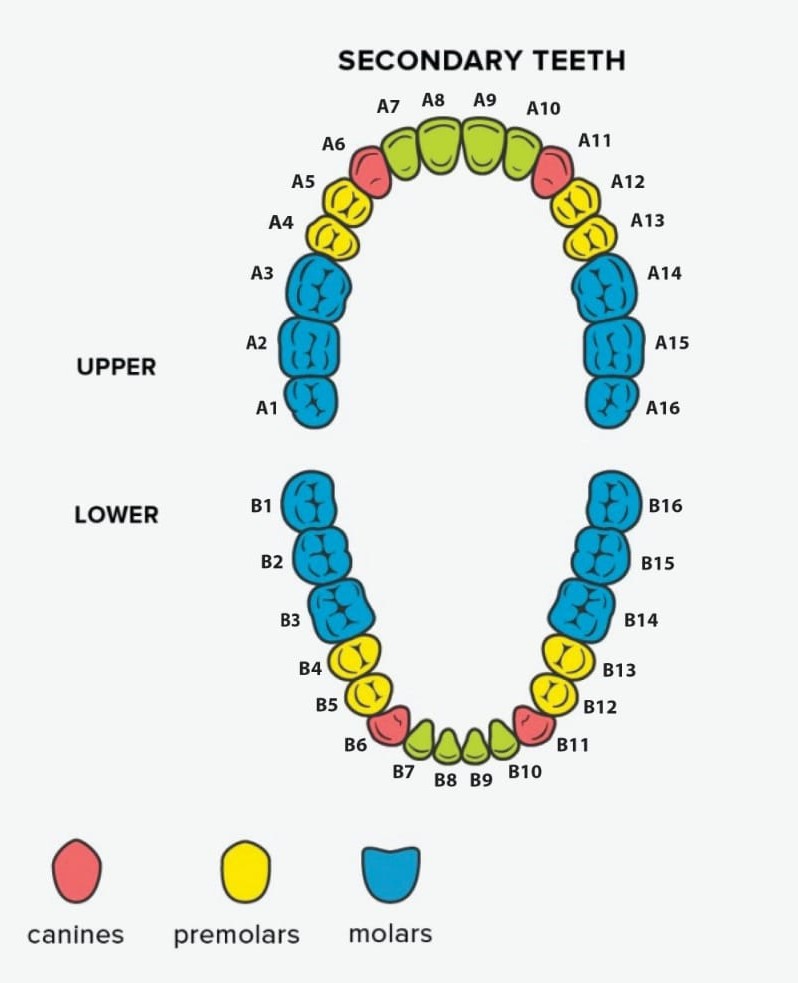 SECONDARY TEETH
A7 A8 A9 A10
A6 A11
A5 A12
A4 A13
A3 A14
A2 A15
UPPER
A1 A16
B1 B16
LOWER
B2 B15
B3 B14
B4 B13
B5 B12
B6 B11
B7 B8 B9 B10
canines premolars molars